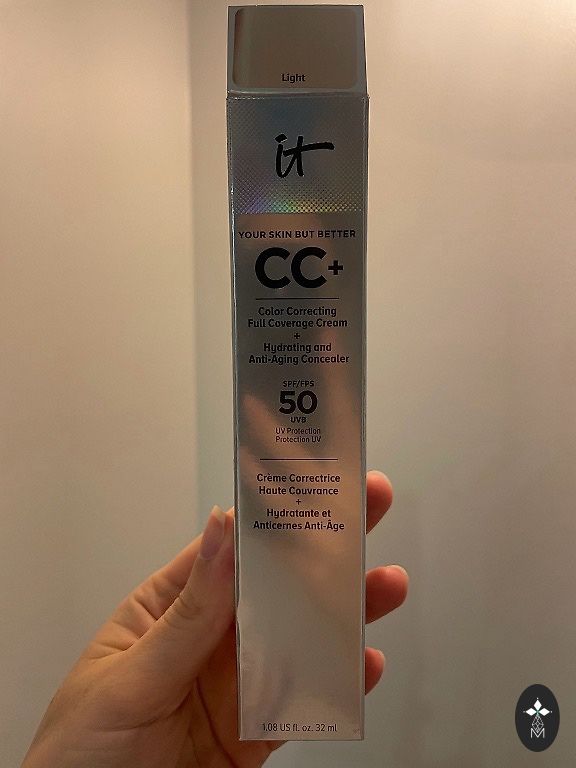 Light
it
YOUR SKIN BUT BETTER
CC+
Color Correcting
Full Coverage Cream
+
Hydrating and
Anti-Aging Concealer
SPF/FPS
50
UVB
UV Protection
Protection UV
Crème Correctrice
Haute Couvrance
+
Hydratante et
Anticernes Anti-Âge
1,08 US fl. oz. 32 ml
M